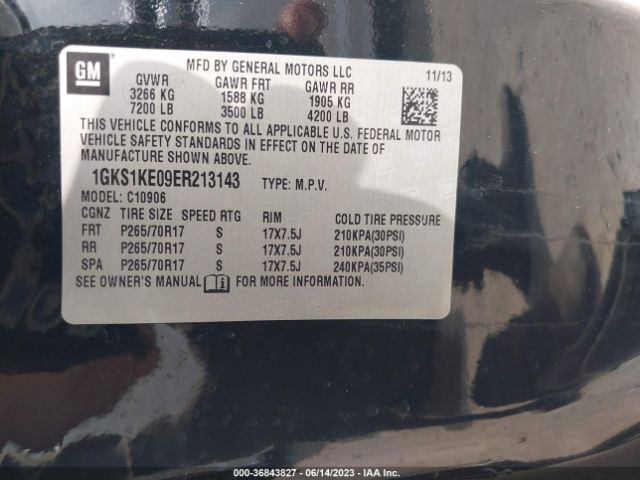 GM
MFD BY GENERAL MOTORS LLC
11/13
GVWR GAWR FRT GAWR RR
3266 KG 1588 KG 1905 KG
7200 LB 3500 LB 4200 LB
THIS VEHICLE CONFORMS TO ALL APPLICABLE U.S. FEDERAL MOTOR
VEHICLE SAFETY STANDARDS IN EFFECT ON THE DATE OF
MANUFACTURE SHOWN ABOVE.
1GKS1KE09ER213143 TYPE: M.P.V.
MODEL: C10906
CGNZ TIRE SIZE SPEED RTG RIM COLD TIRE PRESSURE
FRT P265/70R17 S 17X7.5J 210KPA(30PSI)
RR P265/70R17 S 17X7.5J 210KPA(30PSI)
SPA P265/70R17 S 17X7.5J 240KPA(35PSI)
SEE OWNER'S MANUAL FOR MORE INFORMATION.
000-36843827 - 06/14/2023 - IAA Inc.